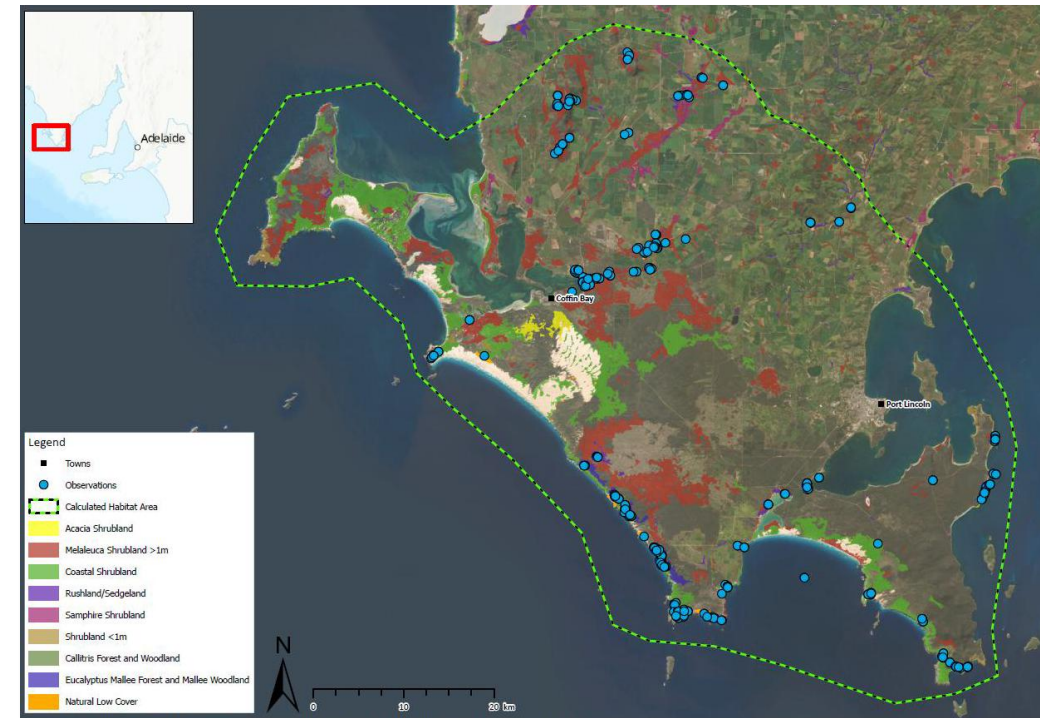 Adelaide
Coffin Bay
Port Lincoln
Legend
Towns
Observations
Calculated Habitat Area
Acacia Shrubland
Melaleuca Shrubland >1m
Coastal Shrubland
Rushland/Sedgeland
Samphire Shrubland
Shrubland <1m
Callitris Forest and Woodland
Eucalyptus Mallee Forest and Mallee Woodland
Natural Low Cover
N
0 10 20 km